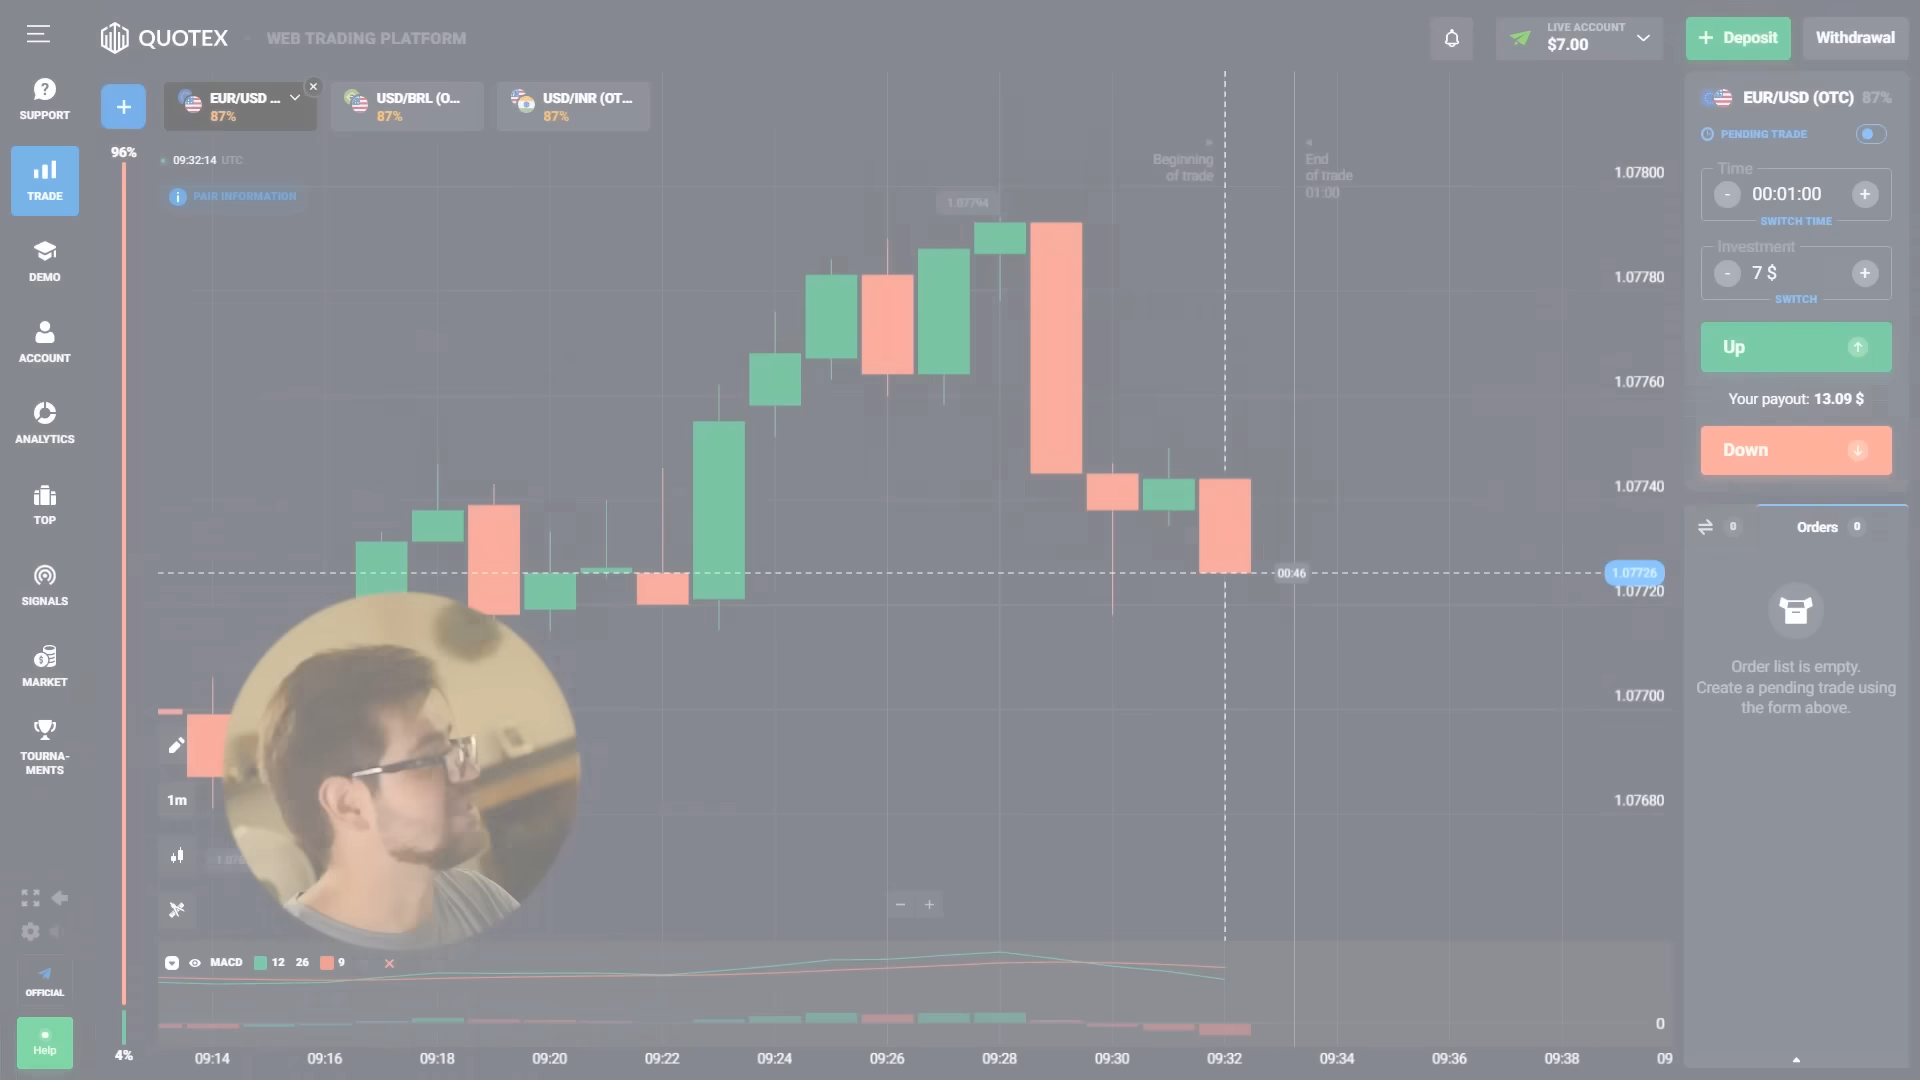 QUOTEX
WEB TRADING PLATFORM
LIVE ACCOUNT
$7.00
Deposit
Withdrawal
SUPPORT
TRADE
DEMO
ACCOUNT
ANALYTICS
TOP
SIGNALS
MARKET
TOURNA-
MENTS
OFFICIAL
Help
+
EUR/USD ...
87%
USD/BRL (O...
87%
USD/INR (OT...
87%
96%
4%
09:32:14 UTC
PAIR INFORMATION
Beginning
of trade
End
of trade
01:00
1.07794
1.07800
1.07780
1.07760
1.07740
1.07726
1.07720
1.07700
1.07680
00:46
1m
MACD 12 26 9
0
09:14 09:16 09:18 09:20 09:22 09:24 09:26 09:28 09:30 09:32 09:34 09:36 09:38 09
EUR/USD (OTC) 87%
PENDING TRADE
Time
- 00:01:00 +
SWITCH TIME
Investment
- 7 $ +
SWITCH
Up
Your payout: 13.09 $
Down
0
Orders 0
Order list is empty.
Create a pending trade using
the form above.